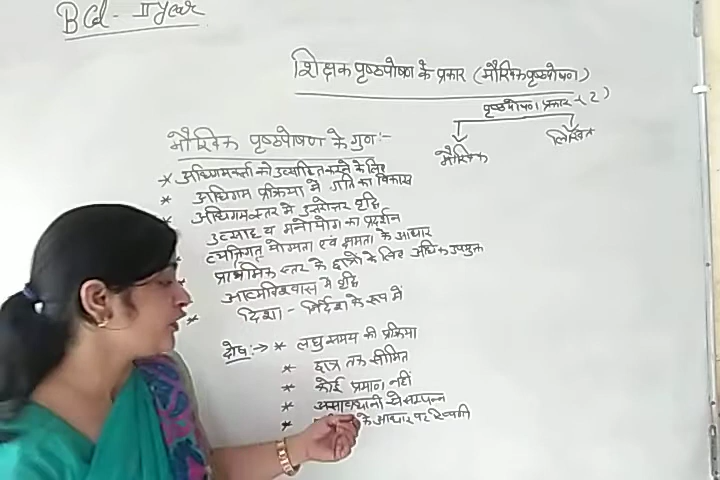 B Ed - II Year
शिक्षक पृष्ठपोषण के प्रकार (मौखिक पृष्ठपोषण)
पृष्ठपोषण प्रकार - (2)
मौखिक
लिखित
मौखिक पृष्ठपोषण के गुण :-
* अधिगमकर्ता को उत्साहित करने के लिए
* अधिगम प्रक्रिया में गति का विकास
* अधिगम स्तर में उत्तरोत्तर वृद्धि
उत्साह व मनोयोग का प्रदर्शन
व्यक्तिगत योग्यता एवं क्षमता के आधार
प्राथमिक स्तर के छात्रों के लिए अधिक उपयुक्त
आत्मविश्वास में वृद्धि
* दिशा - निर्देश के रूप में
दोष :→ * लघु समय की प्रक्रिया
* छात्र तक सीमित
* कोई प्रमाण नहीं
* असावधानी से सम्पन्न
* के आधार पर टिप्पणी